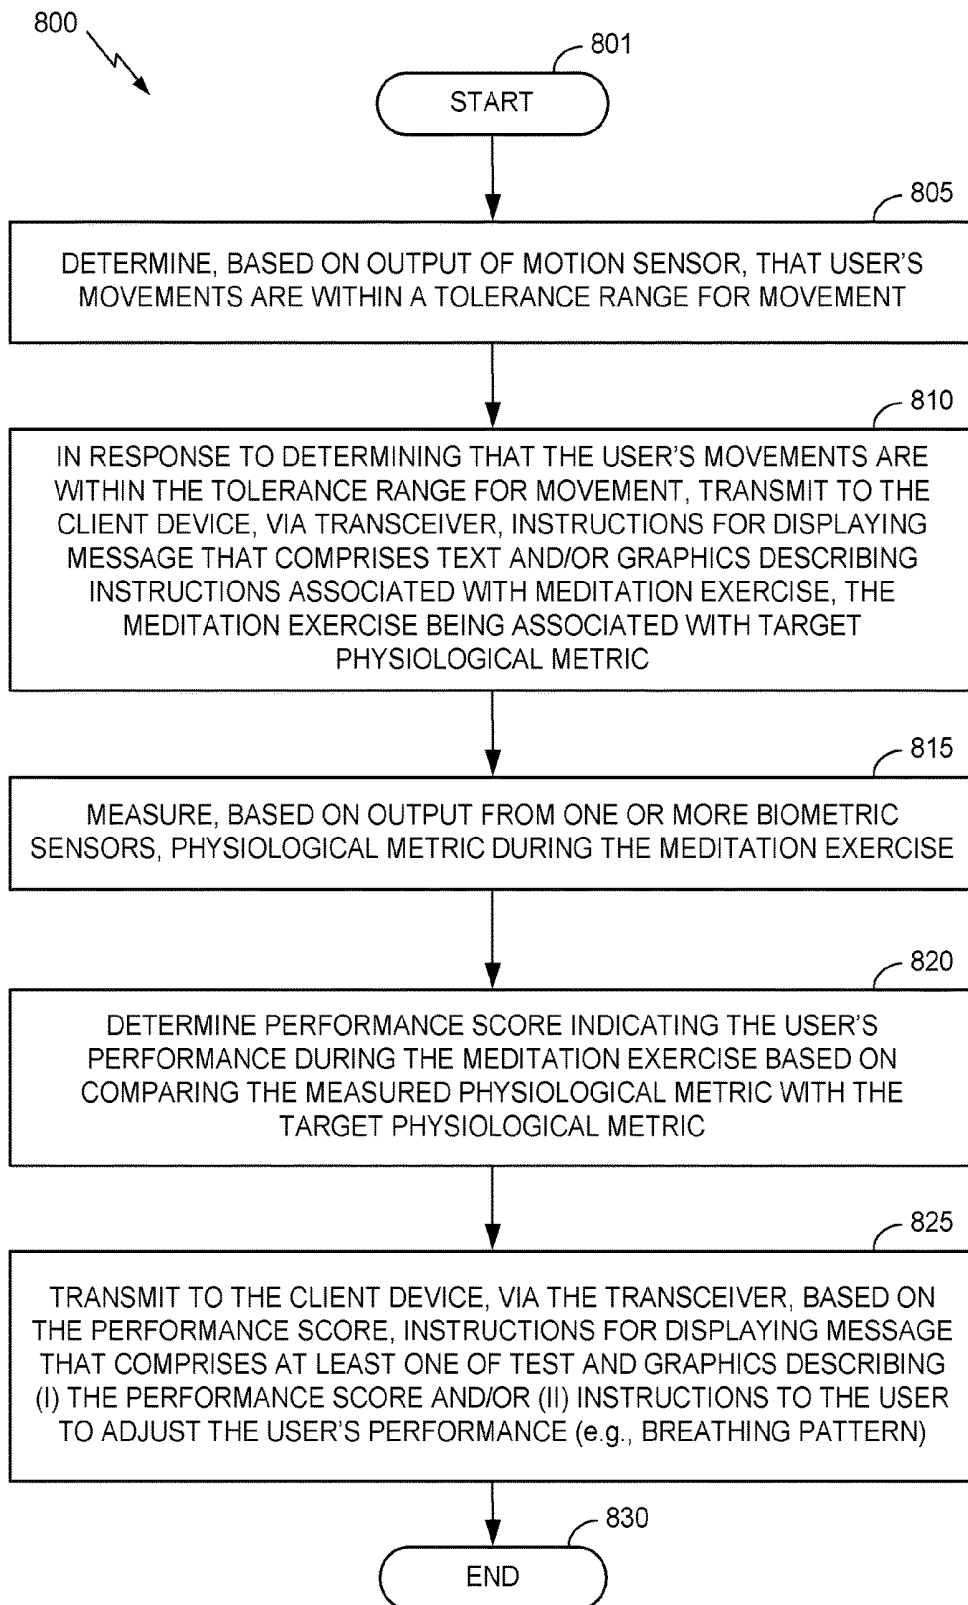 800
801
START
805
DETERMINE, BASED ON OUTPUT OF MOTION SENSOR, THAT USER'S
MOVEMENTS ARE WITHIN A TOLERANCE RANGE FOR MOVEMENT
810
IN RESPONSE TO DETERMINING THAT THE USER'S MOVEMENTS ARE
WITHIN THE TOLERANCE RANGE FOR MOVEMENT, TRANSMIT TO THE
CLIENT DEVICE, VIA TRANSCEIVER, INSTRUCTIONS FOR DISPLAYING
MESSAGE THAT COMPRISES TEXT AND/OR GRAPHICS DESCRIBING
INSTRUCTIONS ASSOCIATED WITH MEDITATION EXERCISE, THE
MEDITATION EXERCISE BEING ASSOCIATED WITH TARGET
PHYSIOLOGICAL METRIC
815
MEASURE, BASED ON OUTPUT FROM ONE OR MORE BIOMETRIC
SENSORS, PHYSIOLOGICAL METRIC DURING THE MEDITATION EXERCISE
820
DETERMINE PERFORMANCE SCORE INDICATING THE USER'S
PERFORMANCE DURING THE MEDITATION EXERCISE BASED ON
COMPARING THE MEASURED PHYSIOLOGICAL METRIC WITH THE
TARGET PHYSIOLOGICAL METRIC
825
TRANSMIT TO THE CLIENT DEVICE, VIA THE TRANSCEIVER, BASED ON
THE PERFORMANCE SCORE, INSTRUCTIONS FOR DISPLAYING MESSAGE
THAT COMPRISES AT LEAST ONE OF TEST AND GRAPHICS DESCRIBING
(I) THE PERFORMANCE SCORE AND/OR (II) INSTRUCTIONS TO THE USER
TO ADJUST THE USER'S PERFORMANCE (e.g., BREATHING PATTERN)
830
END